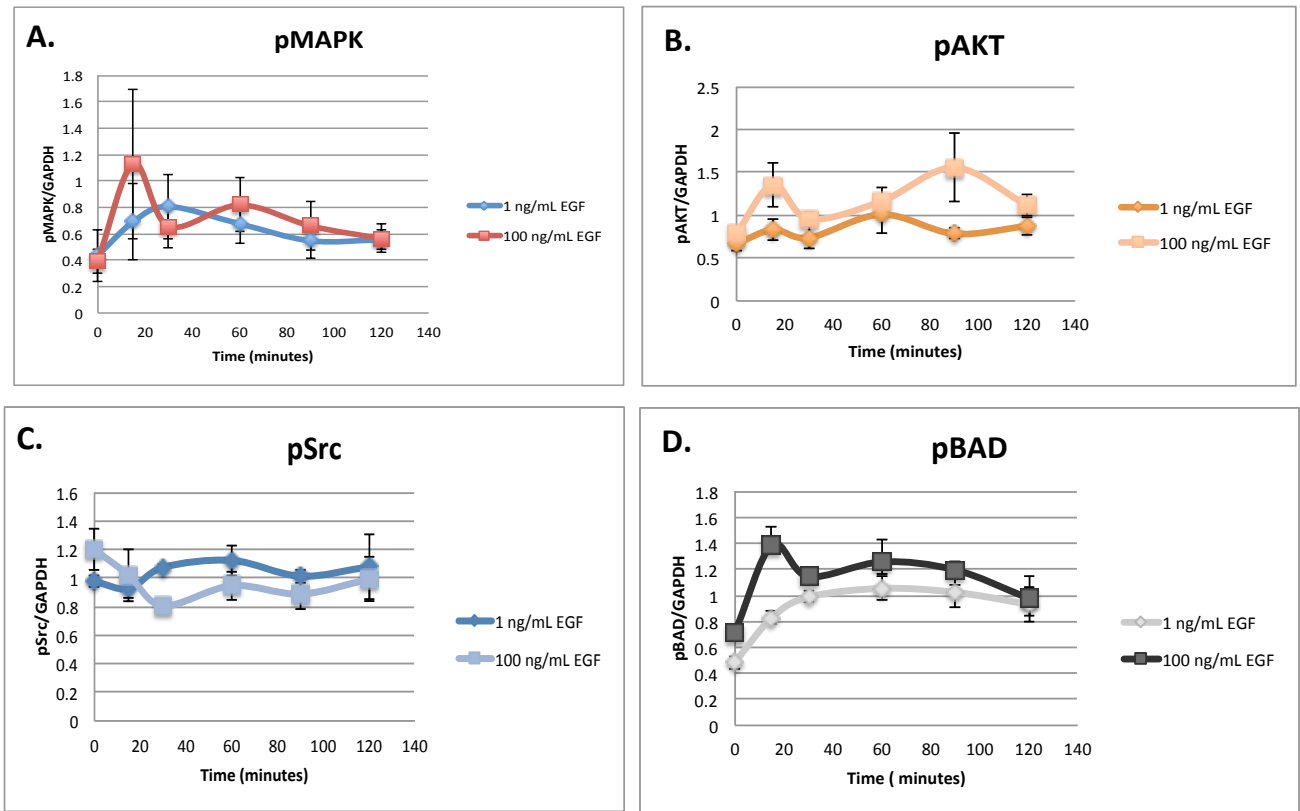 A.
pMAPK
pMAPK/GAPDH
1.8
1.6
1.4
1.2
1
0.8
0.6
0.4
0.2
0
0 20 40 60 80 100 120 140
Time (minutes)
1 ng/mL EGF
100 ng/mL EGF
B.
pAKT
pAKT/GAPDH
2.5
2
1.5
1
0.5
0
0 20 40 60 80 100 120 140
Time (minutes)
1 ng/mL EGF
100 ng/mL EGF
C.
pSrc
pSrc/GAPDH
1.6
1.4
1.2
1
0.8
0.6
0.4
0.2
0
0 20 40 60 80 100 120 140
Time (minutes)
1 ng/mL EGF
100 ng/mL EGF
D.
pBAD
pBAD/GAPDH
1.8
1.6
1.4
1.2
1
0.8
0.6
0.4
0.2
0
0 20 40 60 80 100 120 140
Time ( minutes)
1 ng/mL EGF
100 ng/mL EGF